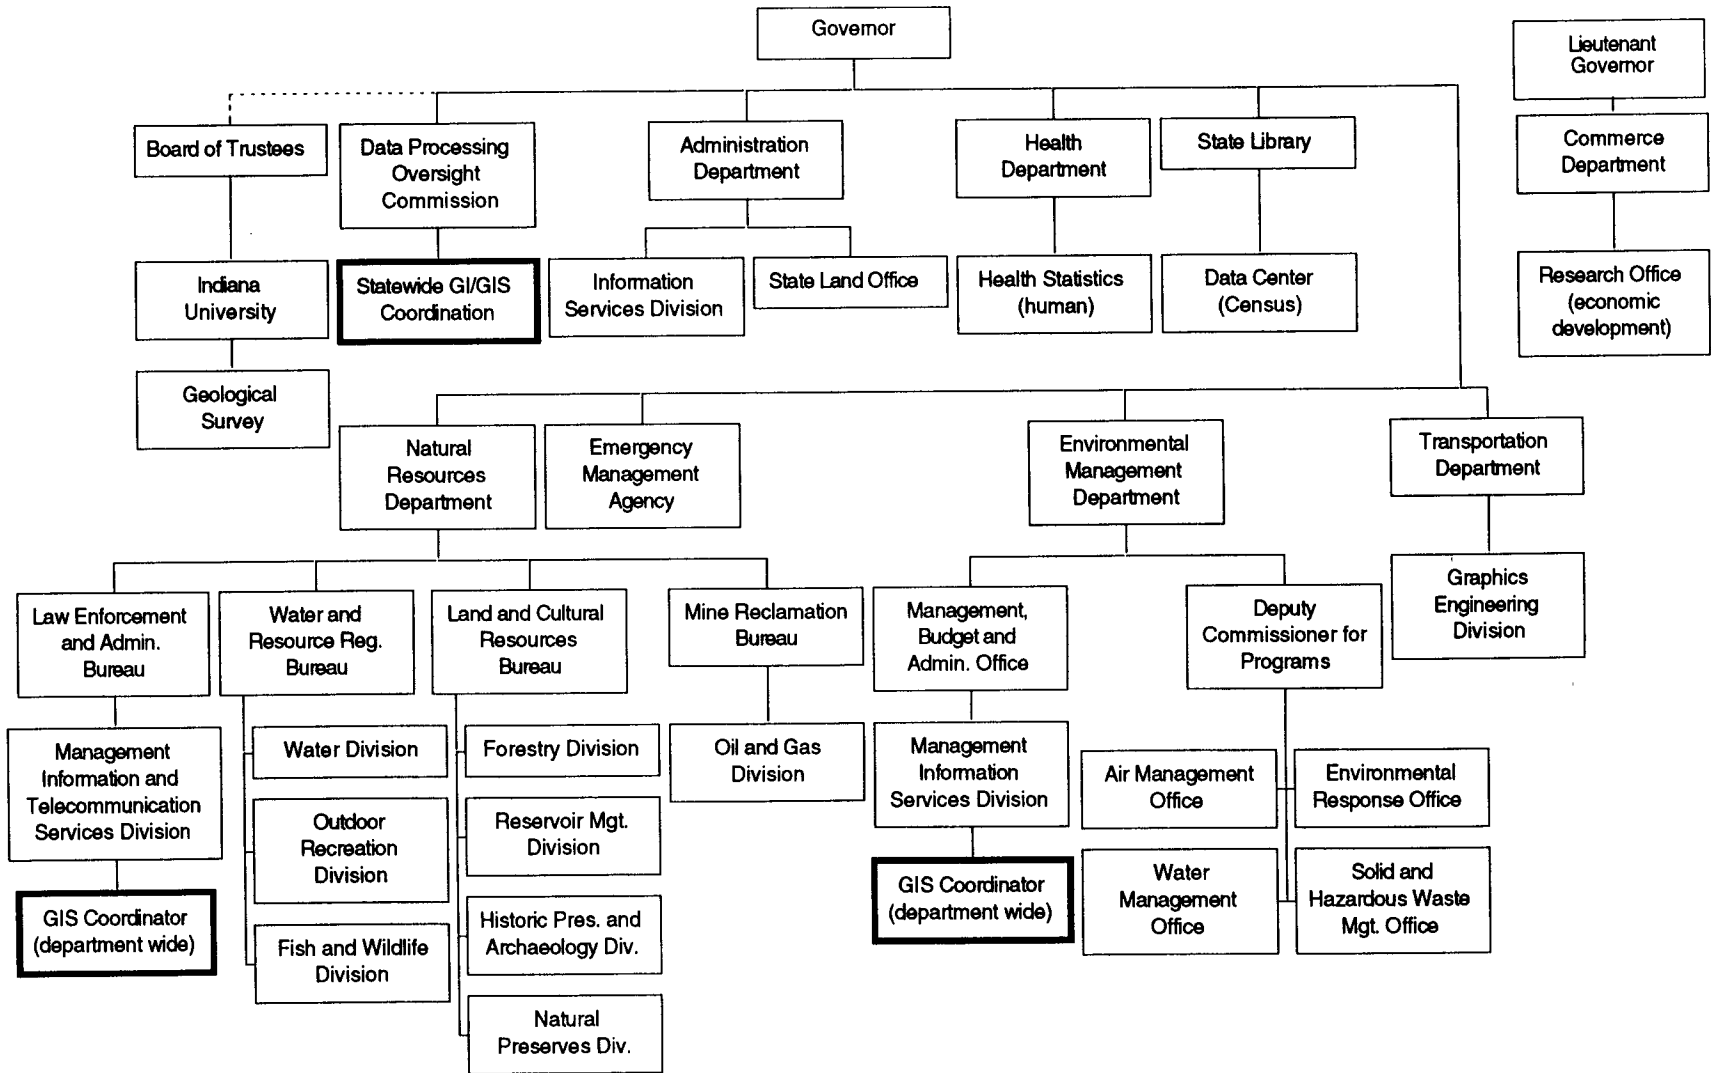 Governor
Lieutenant
Governor
Board of Trustees
Data Processing
Oversight
Commission
Administration
Department
Health
Department
State Library
Commerce
Department
Indiana
University
Statewide GI/GIS
Coordination
Information
Services Division
State Land Office
Health Statistics
(human)
Data Center
(Census)
Research Office
(economic
development)
Geological
Survey
Natural
Resources
Department
Emergency
Management
Agency
Environmental
Management
Department
Transportation
Department
Law Enforcement
and Admin.
Bureau
Water and
Resource Reg.
Bureau
Land and Cultural
Resources
Bureau
Mine Reclamation
Bureau
Management,
Budget and
Admin. Office
Deputy
Commissioner for
Programs
Graphics
Engineering
Division
Management
Information and
Telecommunication
Services Division
Water Division
Forestry Division
Oil and Gas
Division
Management
Information
Services Division
Air Management
Office
Environmental
Response Office
Outdoor
Recreation
Division
Reservoir Mgt.
Division
GIS Coordinator
(department wide)
Water
Management
Office
Solid and
Hazardous Waste
Mgt. Office
GIS Coordinator
(department wide)
Fish and Wildlife
Division
Historic Pres. and
Archaeology Div.
Natural
Preserves Div.